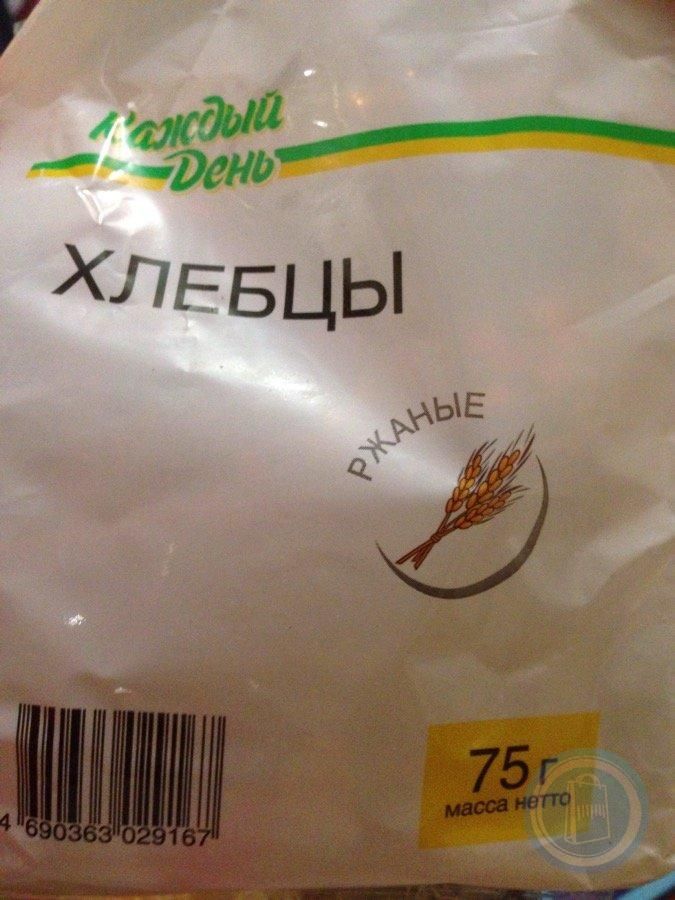 Каждый
День
ХЛЕБЦЫ
РЖАНЫЕ
75 г
масса нетто
4 690363 029167